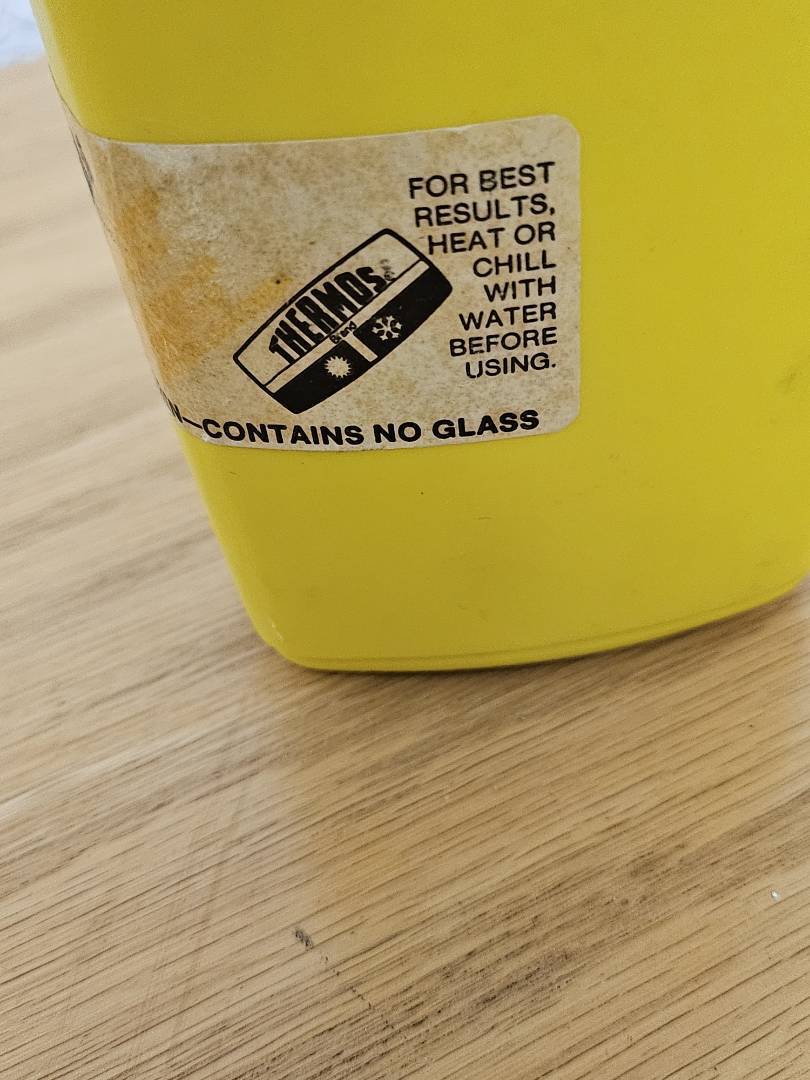 FOR BEST
RESULTS,
HEAT OR
CHILL
WITH
WATER
BEFORE
USING.
THERMOS
Brand
N—CONTAINS NO GLASS